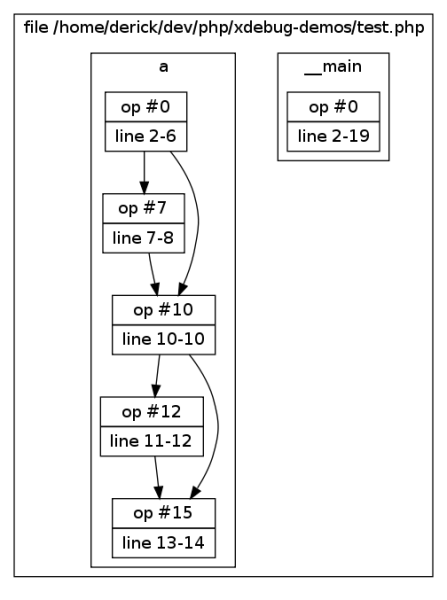 file /home/derick/dev/php/xdebug-demos/test.php
a
op #0
line 2-6
op #7
line 7-8
op #10
line 10-10
op #12
line 11-12
op #15
line 13-14
__main
op #0
line 2-19